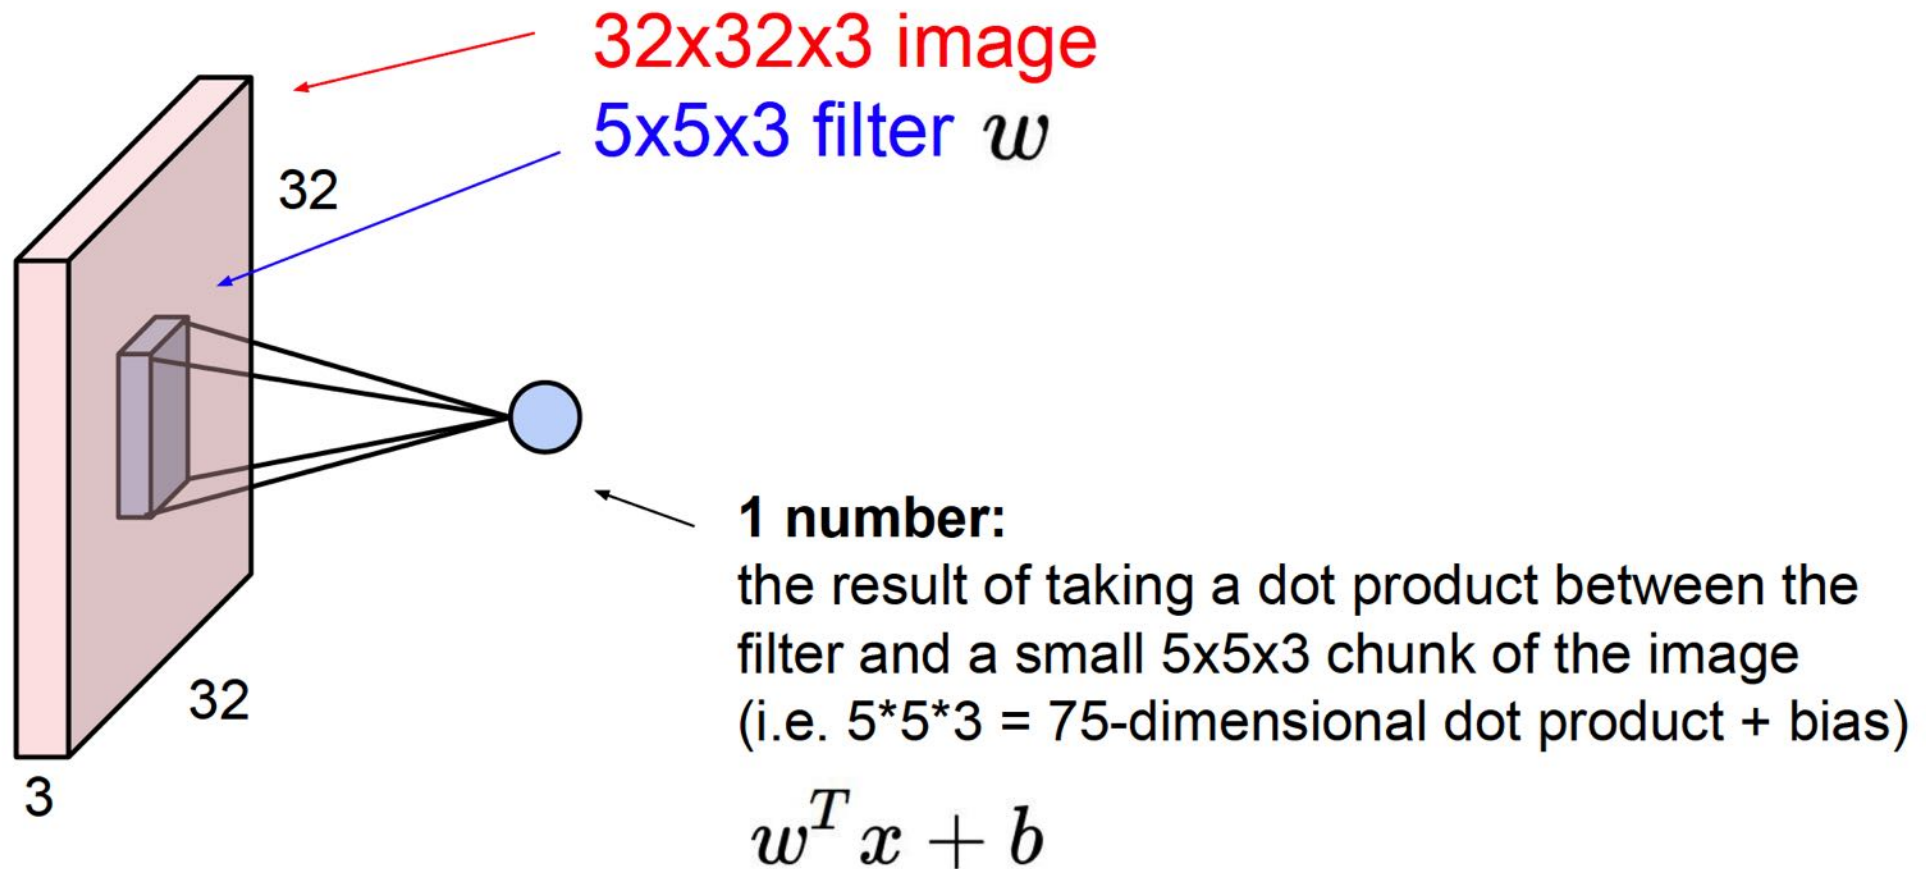 32x32x3 image
5x5x3 filter w
32
32
3
1 number:
the result of taking a dot product between the
filter and a small 5x5x3 chunk of the image
(i.e. 5*5*3 = 75-dimensional dot product + bias)
w^T x + b